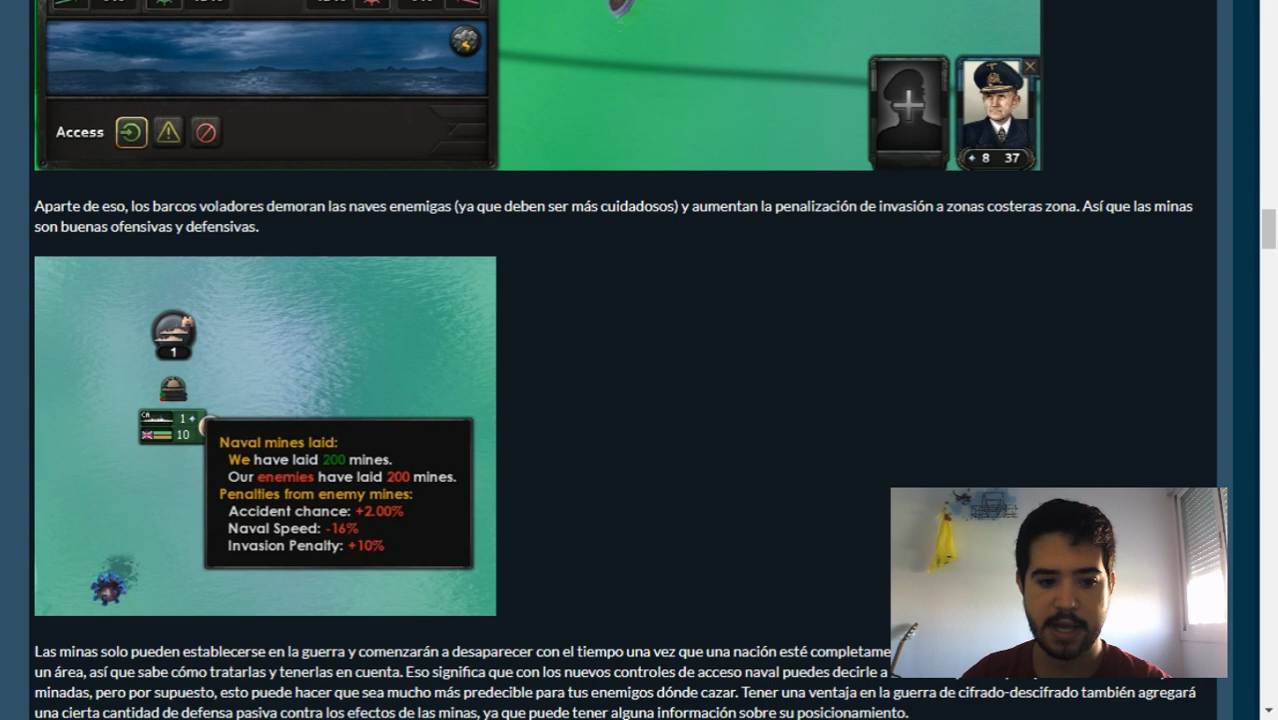 Access
8 37
Aparte de eso, los barcos voladores demoran las naves enemigas (ya que deben ser más cuidadosos) y aumentan la penalización de invasión a zonas costeras zona. Así que las minas
son buenas ofensivas y defensivas.
1
CA 1
10
Naval mines laid:
We have laid 200 mines.
Our enemies have laid 200 mines.
Penalties from enemy mines:
Accident chance: +2.00%
Naval Speed: -16%
Invasion Penalty: +10%
Las minas solo pueden establecerse en la guerra y comenzarán a desaparecer con el tiempo una vez que una nación esté completame
un área, así que sabe cómo tratarlas y tenerlas en cuenta. Eso significa que con los nuevos controles de acceso naval puedes decirle a
minadas, pero por supuesto, esto puede hacer que sea mucho más predecible para tus enemigos dónde cazar. Tener una ventaja en la guerra de cifrado-descifrado también agregará
una cierta cantidad de defensa pasiva contra los efectos de las minas, ya que puede tener alguna información sobre su posicionamiento.